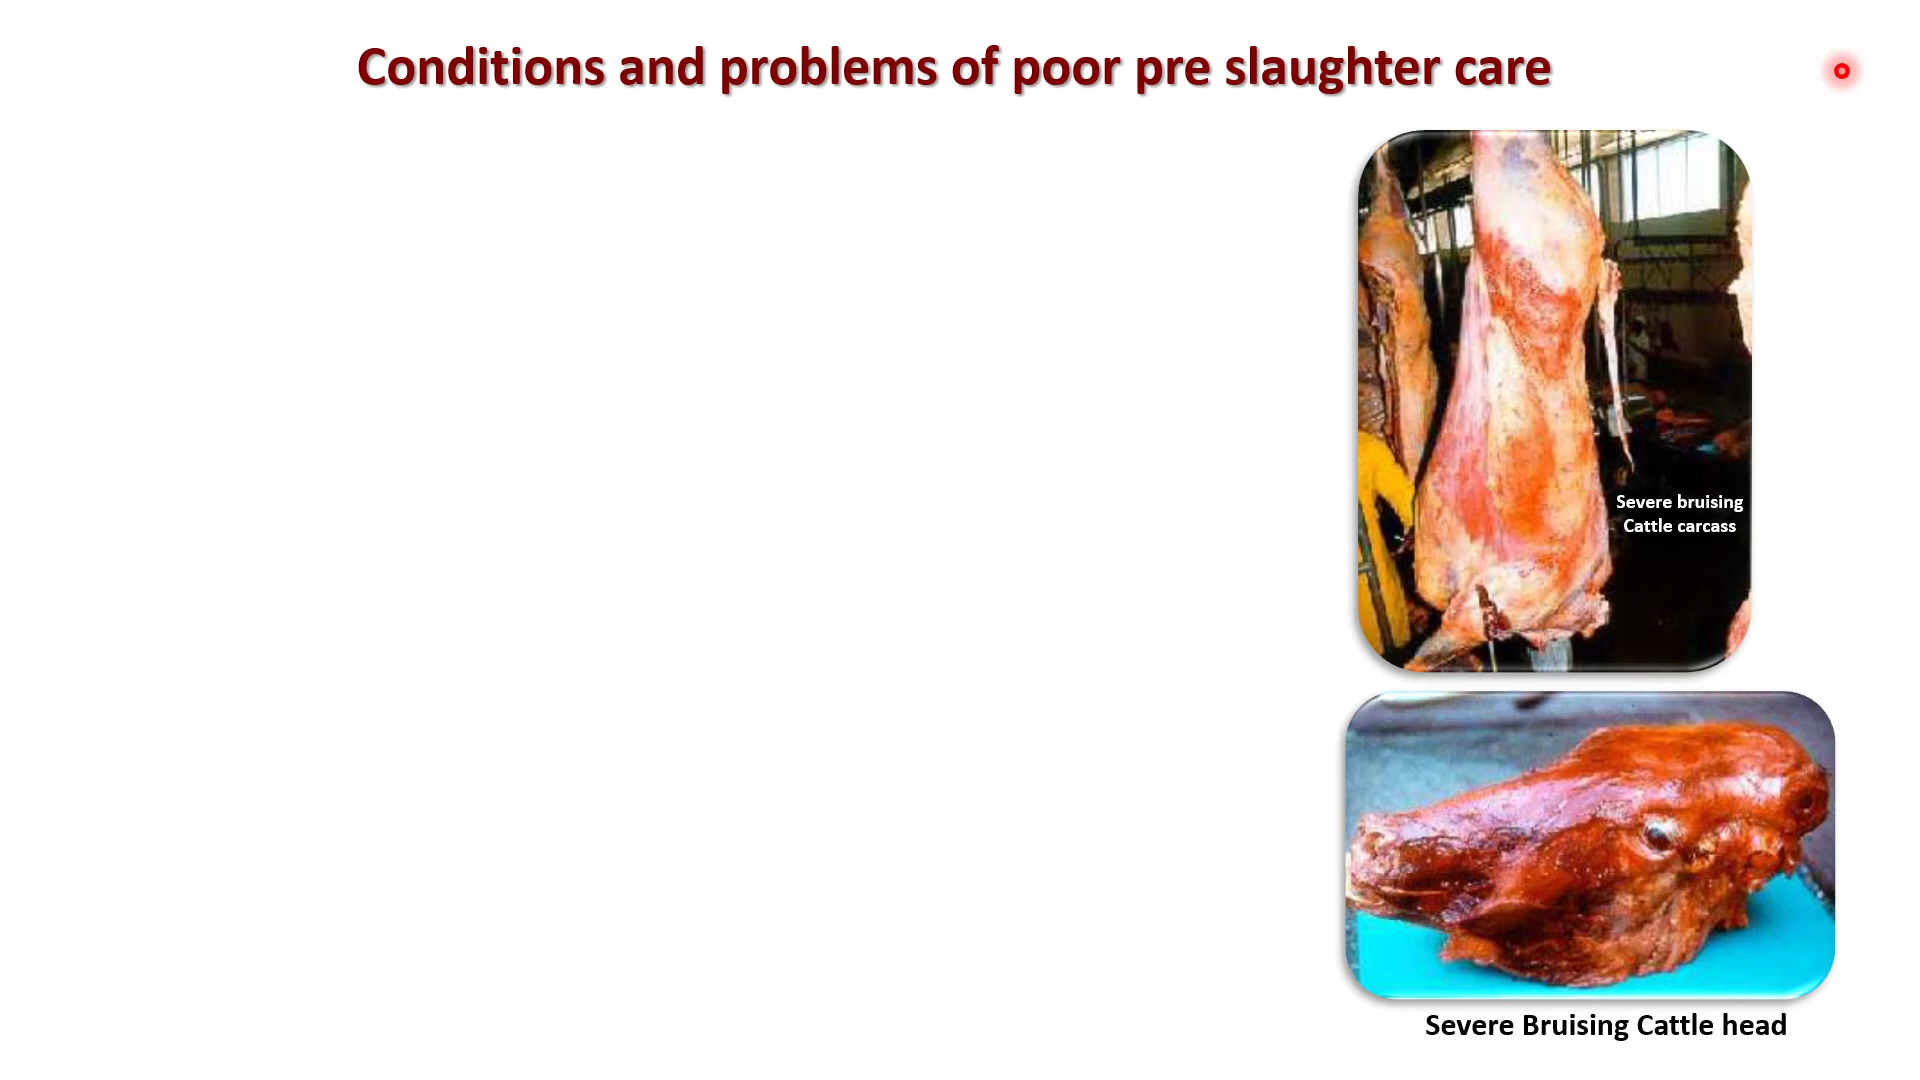 Conditions and problems of poor pre slaughter care
Severe bruising
Cattle carcass
Severe Bruising Cattle head